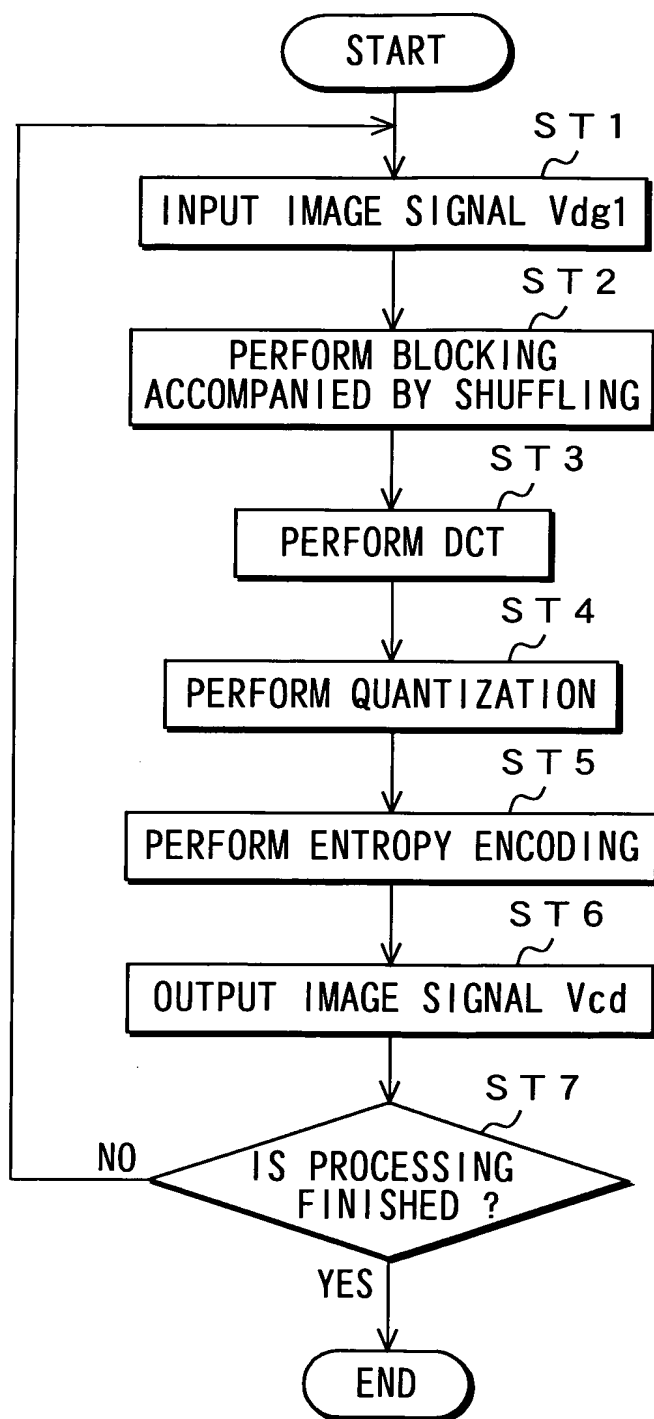 START
ST1
INPUT IMAGE SIGNAL Vdg1
ST2
PERFORM BLOCKING
ACCOMPANIED BY SHUFFLING
ST3
PERFORM DCT
ST4
PERFORM QUANTIZATION
ST5
PERFORM ENTROPY ENCODING
ST6
OUTPUT IMAGE SIGNAL Vcd
ST7
NO
IS PROCESSING
FINISHED ?
YES
END